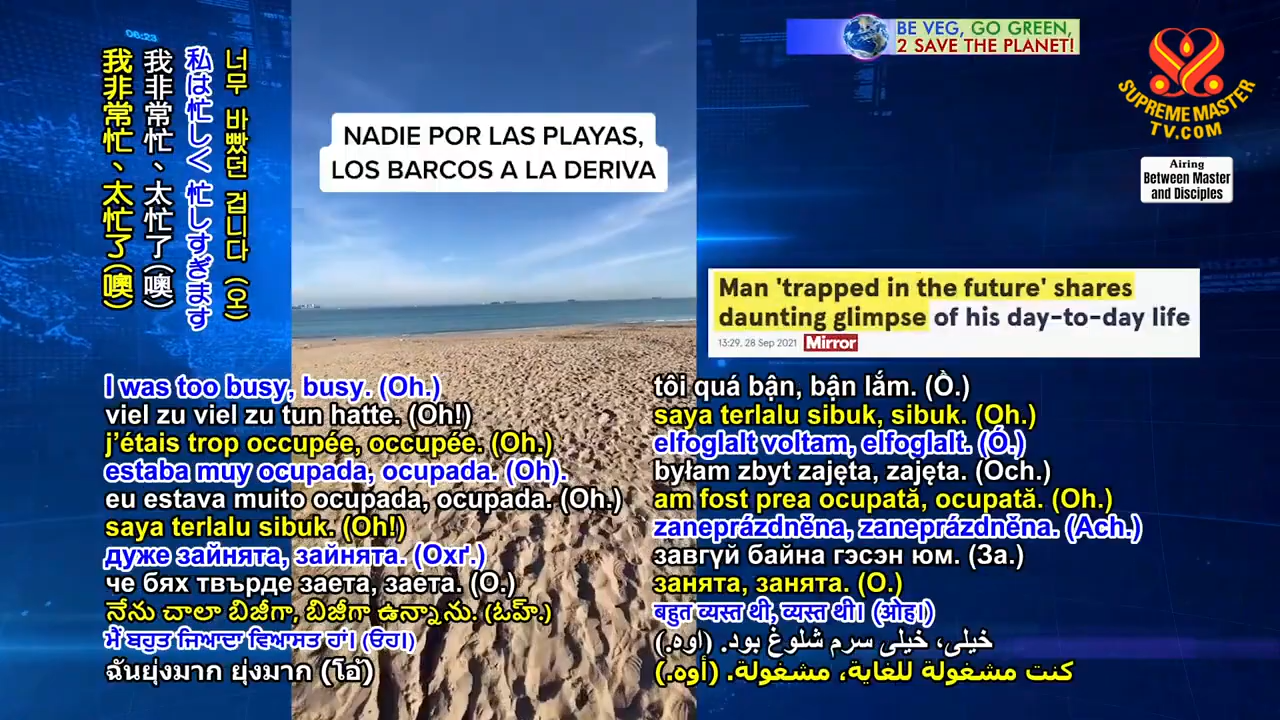 06:23
BE VEG, GO GREEN,
2 SAVE THE PLANET!
SUPREME MASTER
TV.COM
Airing
Between Master
and Disciples
너무 바빴던 겁니다 (오)
私は忙しく 忙しすぎます
我非常忙、太忙了(噢)
我非常忙、太忙了(噢)
NADIE POR LAS PLAYAS,
LOS BARCOS A LA DERIVA
Man 'trapped in the future' shares
daunting glimpse of his day-to-day life
13:29, 28 Sep 2021 Mirror
I was too busy, busy. (Oh.)
viel zu viel zu tun hatte. (Oh!)
j’étais trop occupée, occupée. (Oh.)
estaba muy ocupada, ocupada. (Oh).
eu estava muito ocupada, ocupada. (Oh.)
saya terlalu sibuk. (Oh!)
дуже зайнята, зайнята. (Охґ.)
че бях твърде заета, заета. (О.)
నేను చాలా బిజీగా, బిజీగా ఉన్నాను. (ఓహ్.)
ਮੈਂ ਬਹੁਤ ਜਿਆਦਾ ਵਿਆਸਤ ਹਾਂ। (ਓਹ।)
ฉันยุ่งมาก ยุ่งมาก (โอ้)
tôi quá bận, bận lắm. (Ồ.)
saya terlalu sibuk, sibuk. (Oh.)
elfoglalt voltam, elfoglalt. (Ó.)
byłam zbyt zajęta, zajęta. (Och.)
am fost prea ocupată, ocupată. (Oh.)
zaneprázdněna, zaneprázdněna. (Ach.)
завгүй байна гэсэн юм. (За.)
занята, занята. (О.)
बहुत व्यस्त थी, व्यस्त थी। (ओह।)
خیلی، خیلی سرم شلوغ بود. (اوه.)
كنت مشغولة للغاية، مشغولة. (أوه.)